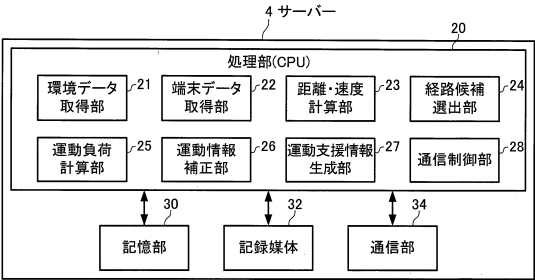 4 サーバー
20
処理部(CPU)
環境データ
取得部
21
端末データ
取得部
22
距離・速度
計算部
23
経路候補
選出部
24
運動負荷
計算部
25
運動情報
補正部
26
運動支援情報
生成部
27
通信制御部
28
30
記憶部
32
記録媒体
34
通信部